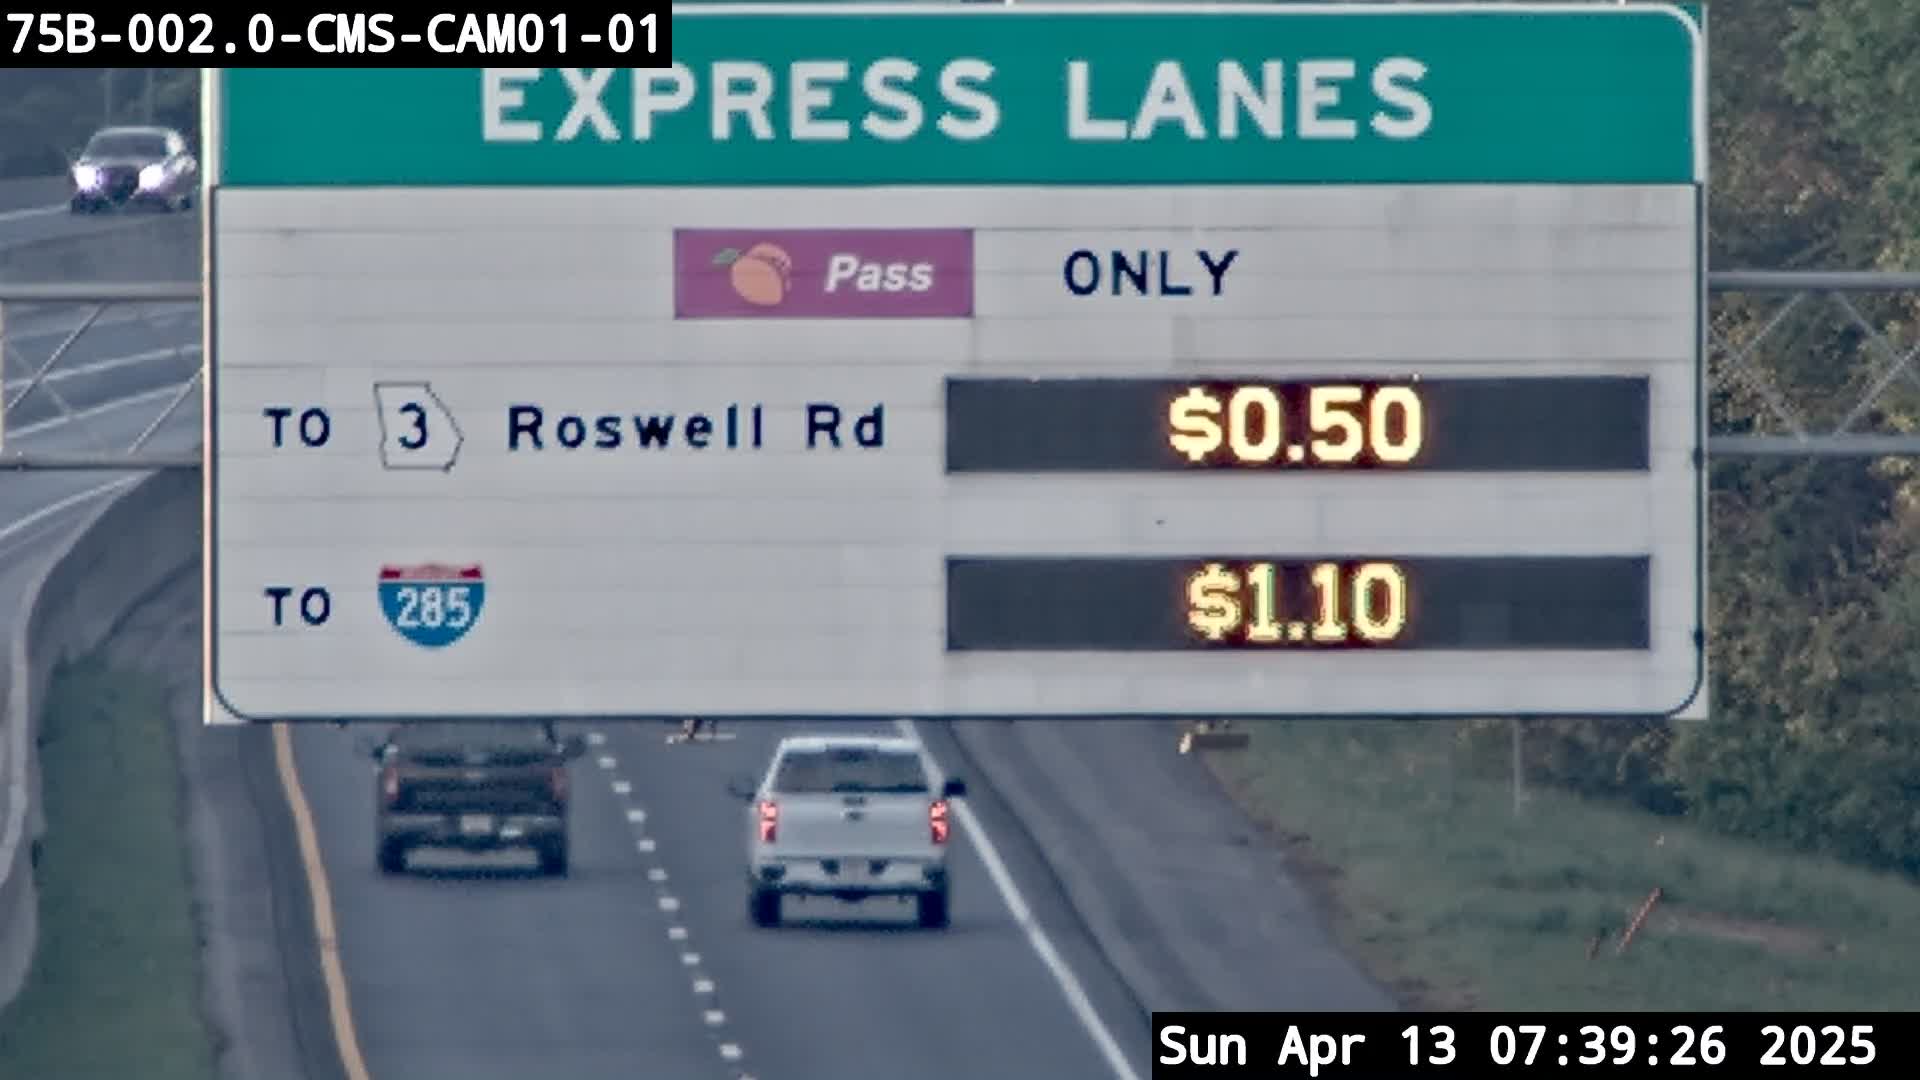 75B-002.0-CMS-CAM01-01
EXPRESS LANES
Pass ONLY
TO 3 Roswell Rd $0.50
TO 285 $1.10
Sun Apr 13 07:39:26 2025